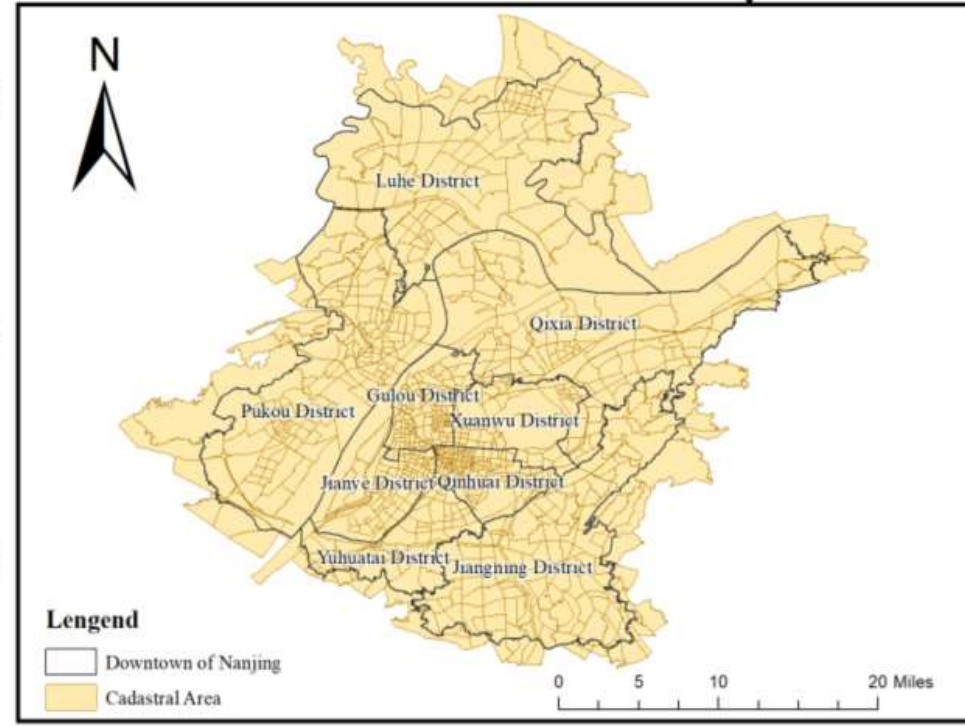 N
Luhe District
Qixia District
Gulou District
Pukou District
Xuanwu District
Jianye District
Qinhuai District
Yuhuatai District
Jiangning District
Lengend
Downtown of Nanjing
Cadastral Area
0 5 10 20 Miles